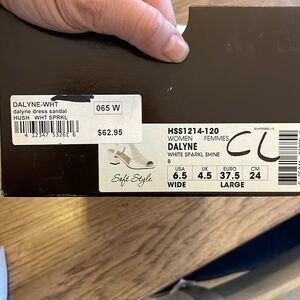 DALYNE-WHT
dalyne dress sandal
HUSH WHT SPRKL
065 W
$62.95
HSS1214-120
WOMEN FEMMES
DALYNE
WHITE SPARKL SHINE
B
CL
Soft Style
USA UK EURO CM
6.5 4.5 37.5 24
WIDE LARGE